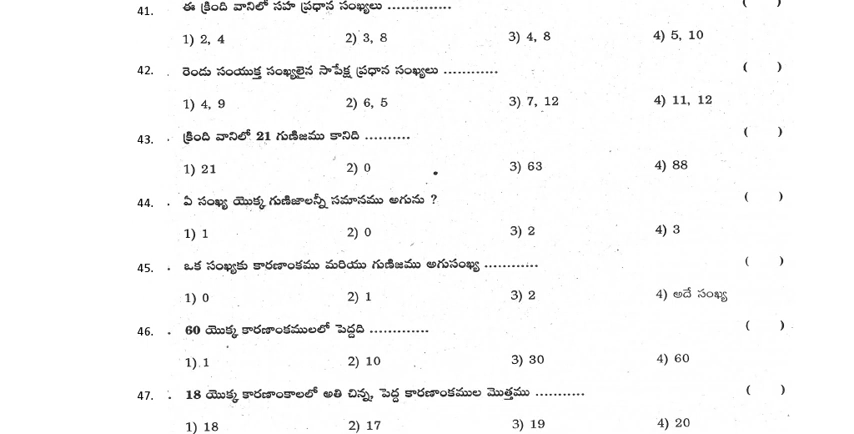 41. ఈ క్రింది వానిలో సహ ప్రధాన సంఖ్యలు .............. ( )
1) 2, 4 2) 3, 8 3) 4, 8 4) 5, 10
42. రెండు సంయుక్త సంఖ్యలైన సాపేక్ష ప్రధాన సంఖ్యలు ............ ( )
1) 4, 9 2) 6, 5 3) 7, 12 4) 11, 12
43. క్రింది వానిలో 21 గుణిజము కానిది .......... ( )
1) 21 2) 0 3) 63 4) 88
44. ఏ సంఖ్య యొక్క గుణిజాలన్నీ సమానము అగును ? ( )
1) 1 2) 0 3) 2 4) 3
45. ఒక సంఖ్యకు కారణాంకము మరియు గుణిజము అగుసంఖ్య ............ ( )
1) 0 2) 1 3) 2 4) అదే సంఖ్య
46. 60 యొక్క కారణాంకములలో పెద్దది ............. ( )
1) 1 2) 10 3) 30 4) 60
47. 18 యొక్క కారణాంకాలలో అతి చిన్న, పెద్ద కారణాంకముల మొత్తము ........... ( )
1) 18 2) 17 3) 19 4) 20